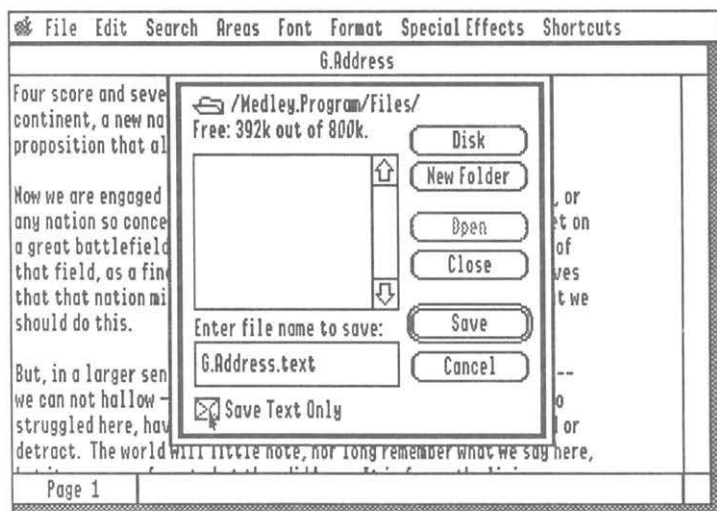 File Edit Search Areas Font Format Special Effects Shortcuts
G.Address
Four score and seve
continent, a new na
proposition that al
Now we are engaged
, or
any nation so conce
et on
a great battlefield
of
that field, as a fin
ves
that that nation mi
t we
should do this.
But, in a larger sen
--
we can not hallow -
o
struggled here, hav
l or
detract. The world will little note, nor long remember what we say here,
/Medley.Program/Files/
Free: 392k out of 800k.
Disk
New Folder
Open
Close
Enter file name to save:
Save
G.Address.text
Cancel
Save Text Only
Page 1